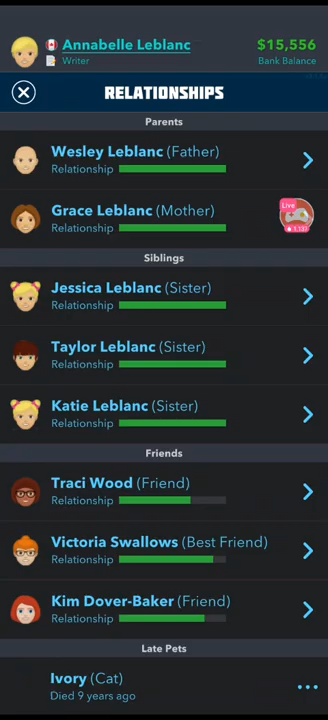 Annabelle Leblanc
$15,556
Writer
Bank Balance
RELATIONSHIPS
Parents
Wesley Leblanc (Father)
Relationship
Grace Leblanc (Mother)
Relationship
Live
Siblings
Jessica Leblanc (Sister)
Relationship
Taylor Leblanc (Sister)
Relationship
Katie Leblanc (Sister)
Relationship
Friends
Traci Wood (Friend)
Relationship
Victoria Swallows (Best Friend)
Relationship
Kim Dover-Baker (Friend)
Relationship
Late Pets
Ivory (Cat)
Died 9 years ago